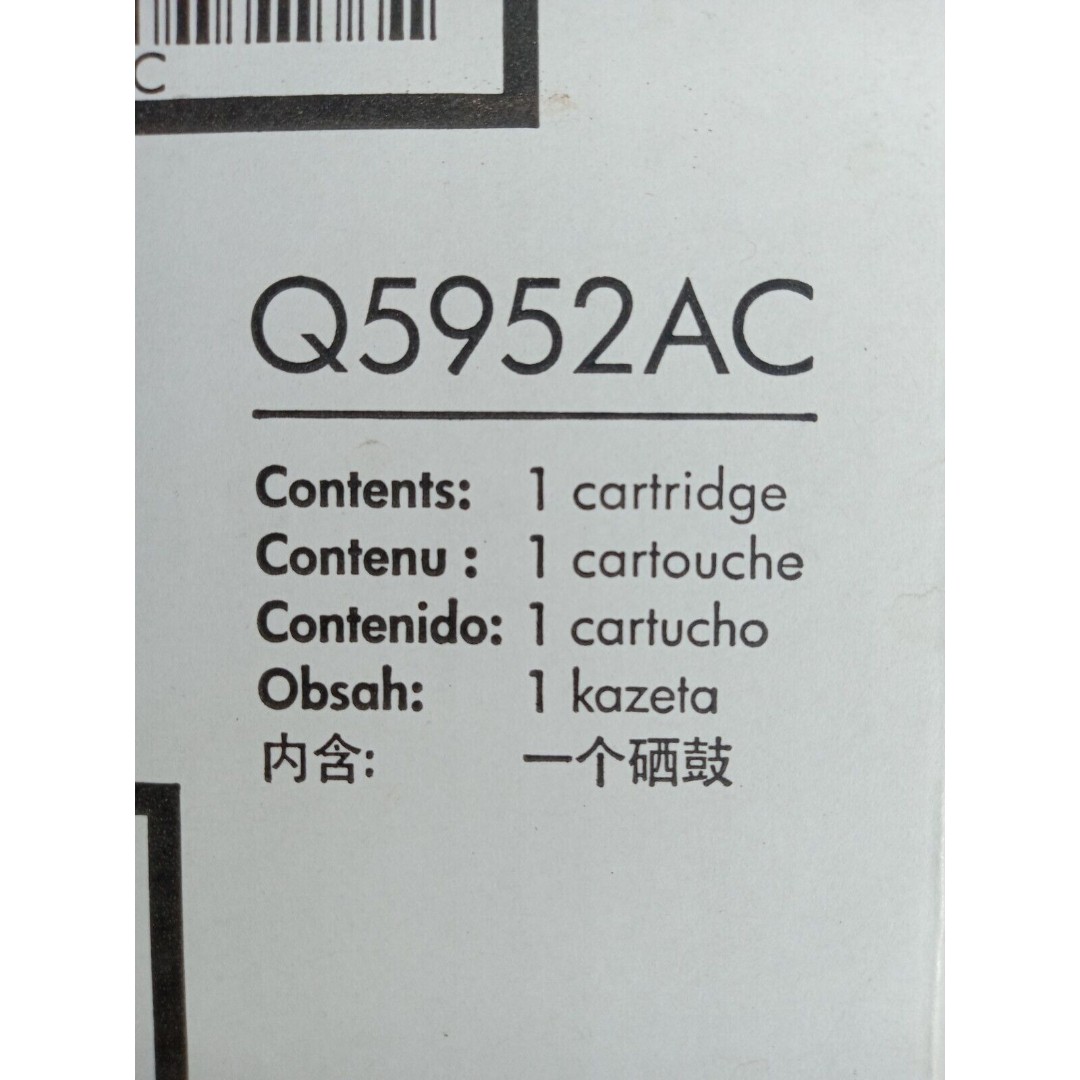 C
Q5952AC
Contents: 1 cartridge
Contenu : 1 cartouche
Contenido: 1 cartucho
Obsah: 1 kazeta
内含: 一个硒鼓